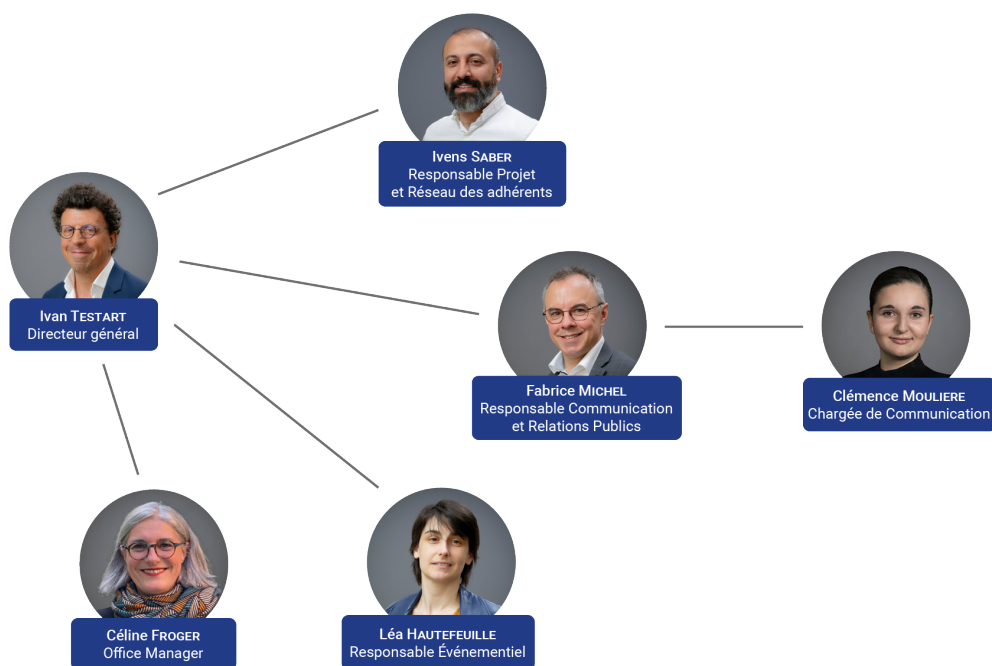 Ivens SABER
Responsable Projet
et Réseau des adhérents
Ivan TESTART
Directeur général
Fabrice MICHEL
Responsable Communication
et Relations Publics
Clémence MOULIERE
Chargée de Communication
Céline FROGER
Office Manager
Léa HAUTEFEUILLE
Responsable Événementiel